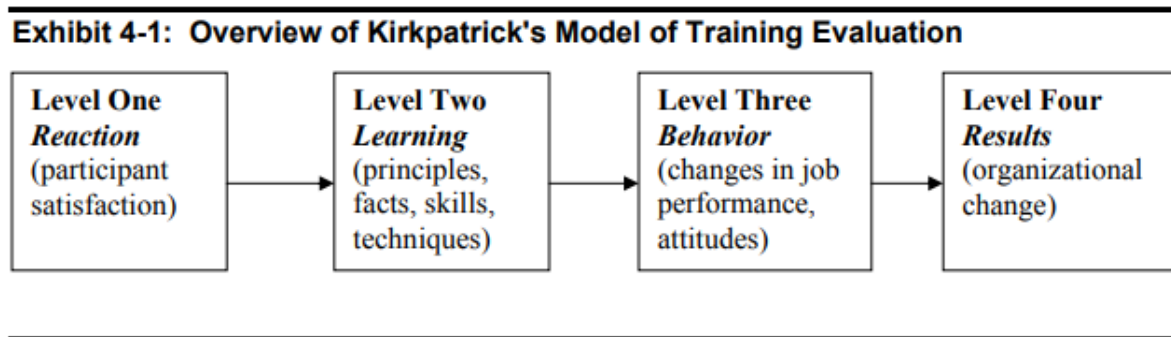 Exhibit 4-1: Overview of Kirkpatrick's Model of Training Evaluation
Level One
Reaction
(participant
satisfaction)
Level Two
Learning
(principles,
facts, skills,
techniques)
Level Three
Behavior
(changes in job
performance,
attitudes)
Level Four
Results
(organizational
change)